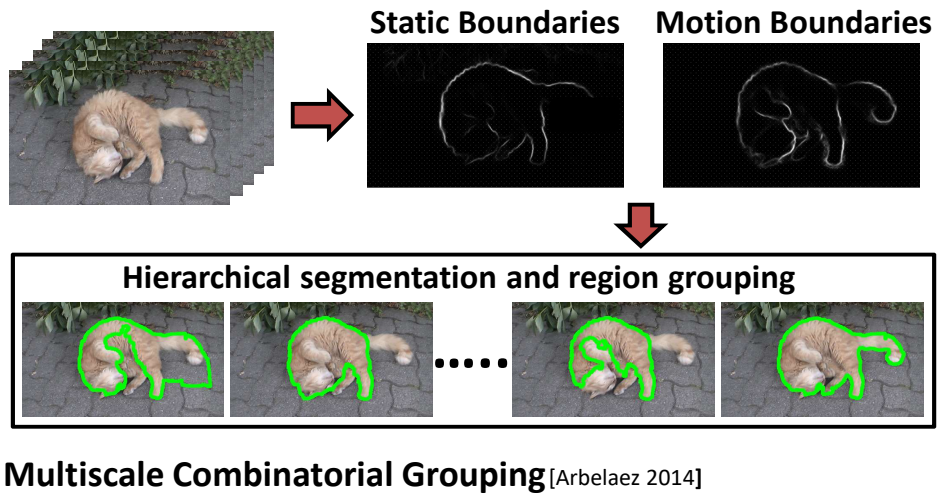 Static Boundaries
Motion Boundaries
Hierarchical segmentation and region grouping
Multiscale Combinatorial Grouping [Arbelaez 2014]